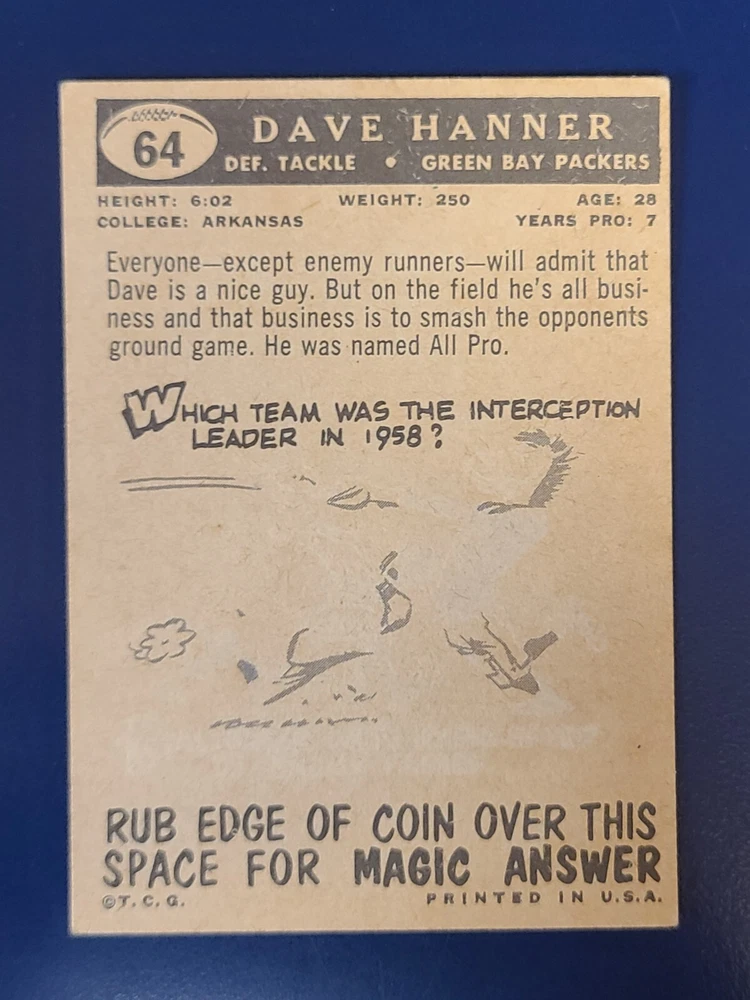 64
DAVE HANNER
DEF. TACKLE • GREEN BAY PACKERS
HEIGHT: 6:02 WEIGHT: 250 AGE: 28
COLLEGE: ARKANSAS YEARS PRO: 7
Everyone—except enemy runners—will admit that
Dave is a nice guy. But on the field he's all busi-
ness and that business is to smash the opponents
ground game. He was named All Pro.
WHICH TEAM WAS THE INTERCEPTION
LEADER IN 1958?
RUB EDGE OF COIN OVER THIS
SPACE FOR MAGIC ANSWER
©T.C.G. PRINTED IN U.S.A.